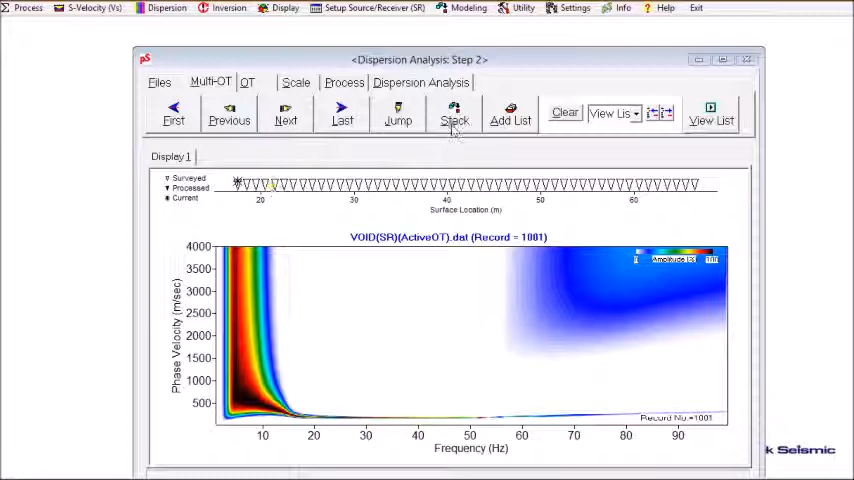 Process S-Velocity (Vs) Dispersion Inversion Display Setup Source/Receiver (SR) Modeling Utility Settings Info Help Exit
pS <Dispersion Analysis: Step 2>
Files Multi-OT OT Scale Process Dispersion Analysis
First Previous Next Last Jump Stack Add List Clear View Lis View List
Display 1
Surveyed
Processed
Current
20 30 40 50 60
Surface Location (m)
VOID(SR)(ActiveOT).dat (Record = 1001)
4000
3500
3000
2500
2000
1500
1000
500
Phase Velocity (m/sec)
Amplitude (%)
Record No.=1001
10 20 30 40 50 60 70 80 90
Frequency (Hz)
k Seismic